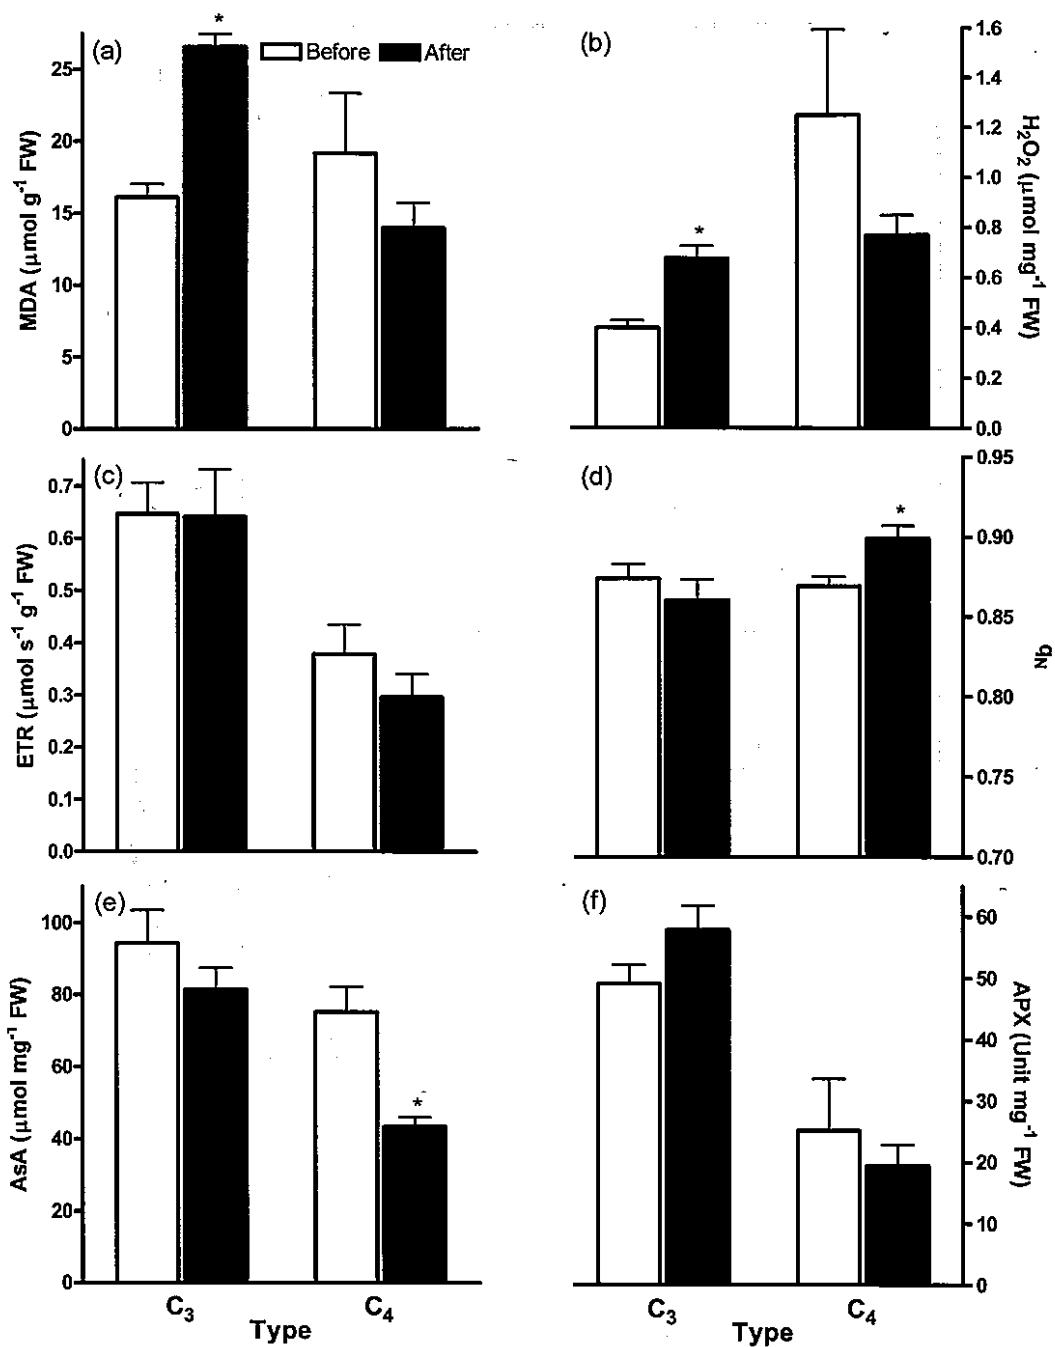 (a)
*
Before After
25
20
15
10
5
0
MDA (μmol g⁻¹ FW)
(b)
*
1.6
1.4
1.2
1.0
0.8
0.6
0.4
0.2
0.0
H₂O₂ (μmol mg⁻¹ FW)
(c)
0.7
0.6
0.5
0.4
0.3
0.2
0.1
0.0
ETR (μmol s⁻¹ g⁻¹ FW)
(d)
*
0.95
0.90
0.85
0.80
0.75
0.70
qN
(e)
*
100
80
60
40
20
0
AsA (μmol mg⁻¹ FW)
C₃ C₄
Type
(f)
60
50
40
30
20
10
0
APX (Unit mg⁻¹ FW)
C₃ C₄
Type